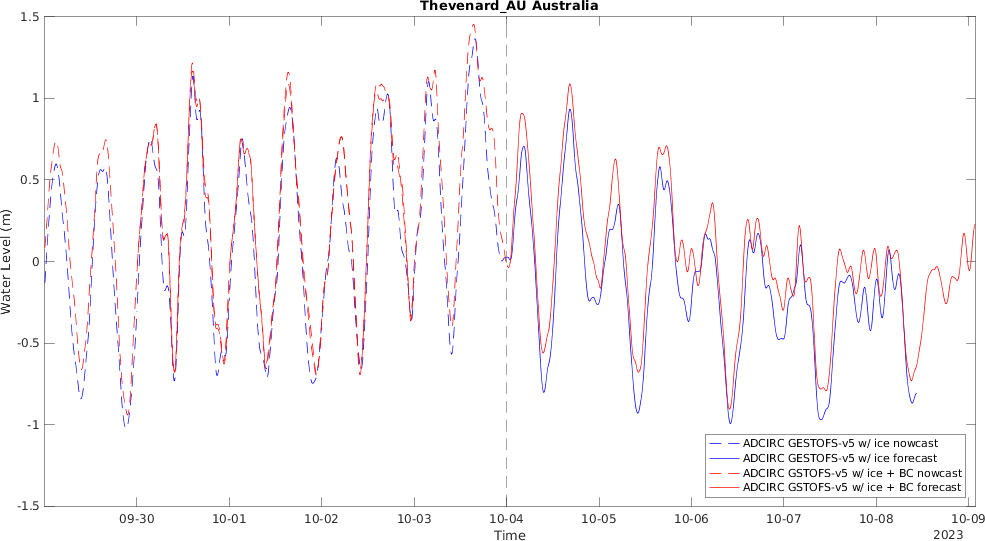 Thevenard_AU Australia
Water Level (m)
1.5
1
0.5
0
-0.5
-1
-1.5
09-30
10-01
10-02
10-03
10-04
10-05
10-06
10-07
10-08
10-09
Time
2023
ADCIRC GESTOFS-v5 w/ ice nowcast
ADCIRC GESTOFS-v5 w/ ice forecast
ADCIRC GSTOFS-v5 w/ ice + BC nowcast
ADCIRC GSTOFS-v5 w/ ice + BC forecast